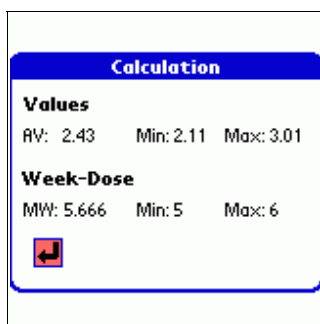 Calculation
Values
AV: 2.43 Min: 2.11 Max: 3.01
Week-Dose
MW: 5.666 Min: 5 Max: 6